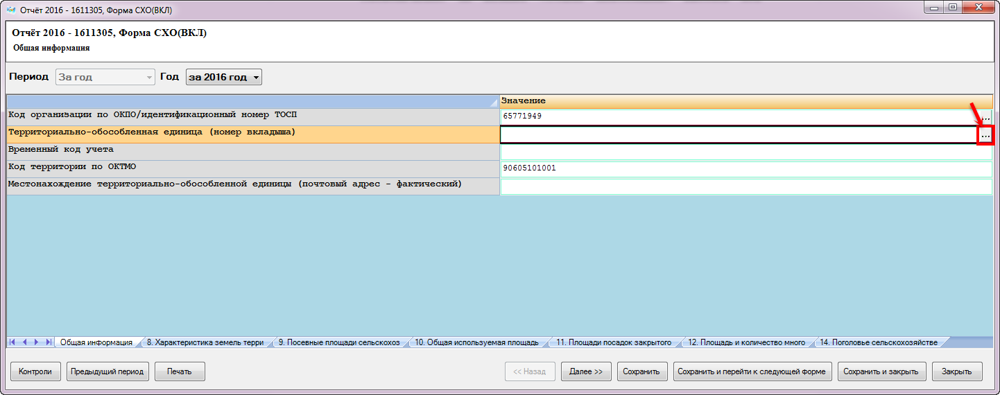 Отчёт 2016 - 1611305, Форма СХО(ВКЛ)
Отчёт 2016 - 1611305, Форма СХО(ВКЛ)
Общая информация
Период За год Год за 2016 год
Значение
Код организации по ОКПО/идентификационный номер ТОСП 65771949 ...
Территориально-обособленная единица (номер вкладыша) ...
Временный код учета
Код территории по ОКТМО 90605101001
Местонахождение территориально-обособленной единицы (почтовый адрес - фактический)
Общая информация 8. Характеристика земель терри 9. Посевные площади сельскохоз 10. Общая используемая площадь 11. Площади посадок закрытого 12. Площадь и количество много 14. Поголовье сельскохозяйстве
Контроли Предыдущий период Печать << Назад Далее >> Сохранить Сохранить и перейти к следующей форме Сохранить и закрыть Закрыть